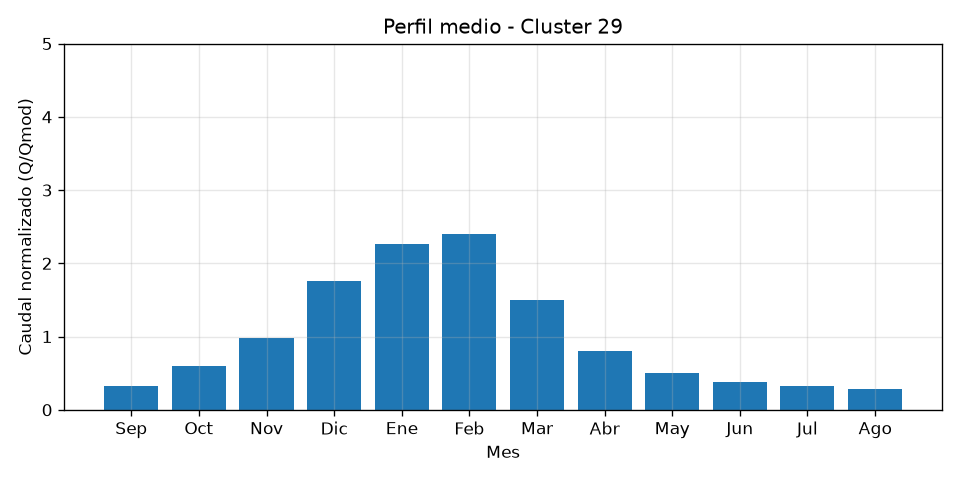 Perfil medio - Cluster 29
Caudal normalizado (Q/Qmod)
5
4
3
2
1
0
Sep Oct Nov Dic Ene Feb Mar Abr May Jun Jul Ago
Mes